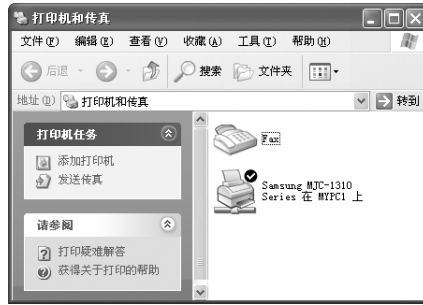 打印机和传真
文件(F) 编辑(E) 查看(V) 收藏(A) 工具(T) 帮助(H)
后退 搜索 文件夹
地址(D) 打印机和传真 转到
打印机任务
添加打印机
发送传真
请参阅
打印疑难解答
获得关于打印的帮助
Fax
Samsung MJC-1310
Series 在 MYPC1 上